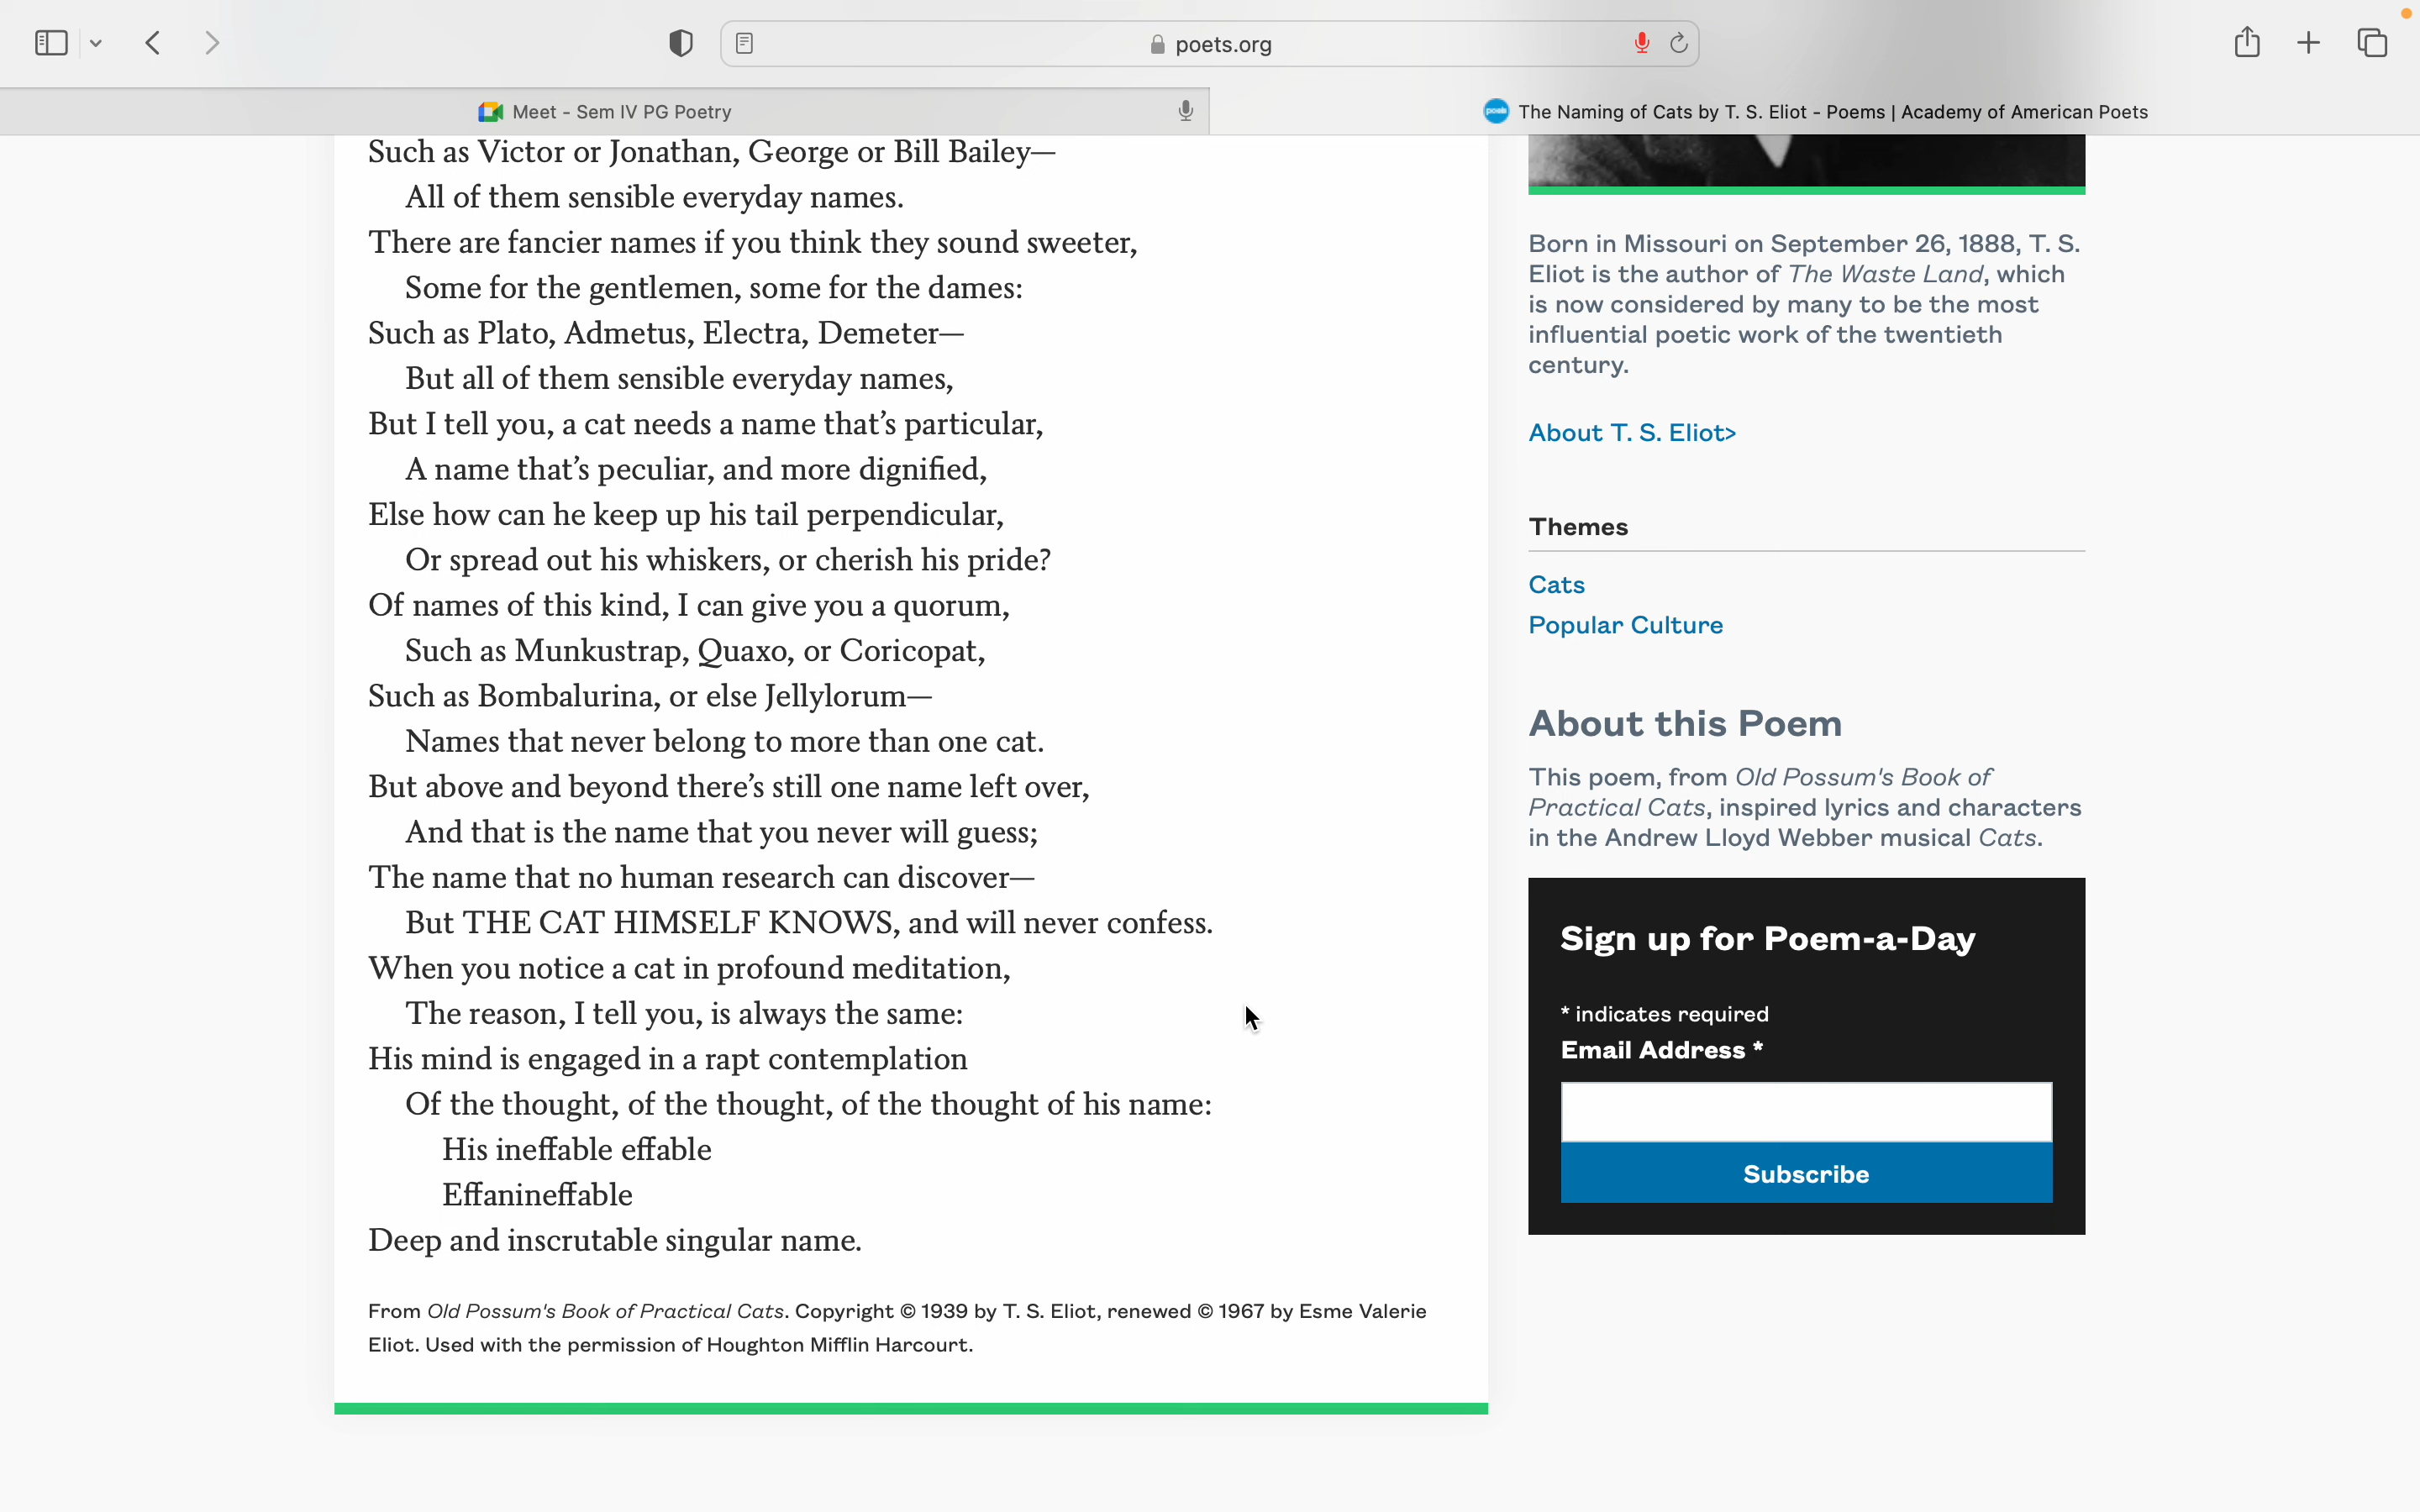 poets.org
Meet - Sem IV PG Poetry
The Naming of Cats by T. S. Eliot - Poems | Academy of American Poets
Such as Victor or Jonathan, George or Bill Bailey—
All of them sensible everyday names.
There are fancier names if you think they sound sweeter,
Some for the gentlemen, some for the dames:
Such as Plato, Admetus, Electra, Demeter—
But all of them sensible everyday names,
But I tell you, a cat needs a name that's particular,
A name that's peculiar, and more dignified,
Else how can he keep up his tail perpendicular,
Or spread out his whiskers, or cherish his pride?
Of names of this kind, I can give you a quorum,
Such as Munkustrap, Quaxo, or Coricopat,
Such as Bombalurina, or else Jellylorum—
Names that never belong to more than one cat.
But above and beyond there's still one name left over,
And that is the name that you never will guess;
The name that no human research can discover—
But THE CAT HIMSELF KNOWS, and will never confess.
When you notice a cat in profound meditation,
The reason, I tell you, is always the same:
His mind is engaged in a rapt contemplation
Of the thought, of the thought, of the thought of his name:
His ineffable effable
Effanineffable
Deep and inscrutable singular name.
From Old Possum's Book of Practical Cats. Copyright © 1939 by T. S. Eliot, renewed © 1967 by Esme Valerie
Eliot. Used with the permission of Houghton Mifflin Harcourt.
Born in Missouri on September 26, 1888, T. S.
Eliot is the author of The Waste Land, which
is now considered by many to be the most
influential poetic work of the twentieth
century.
About T. S. Eliot>
Themes
Cats
Popular Culture
About this Poem
This poem, from Old Possum's Book of
Practical Cats, inspired lyrics and characters
in the Andrew Lloyd Webber musical Cats.
Sign up for Poem-a-Day
* indicates required
Email Address *
Subscribe